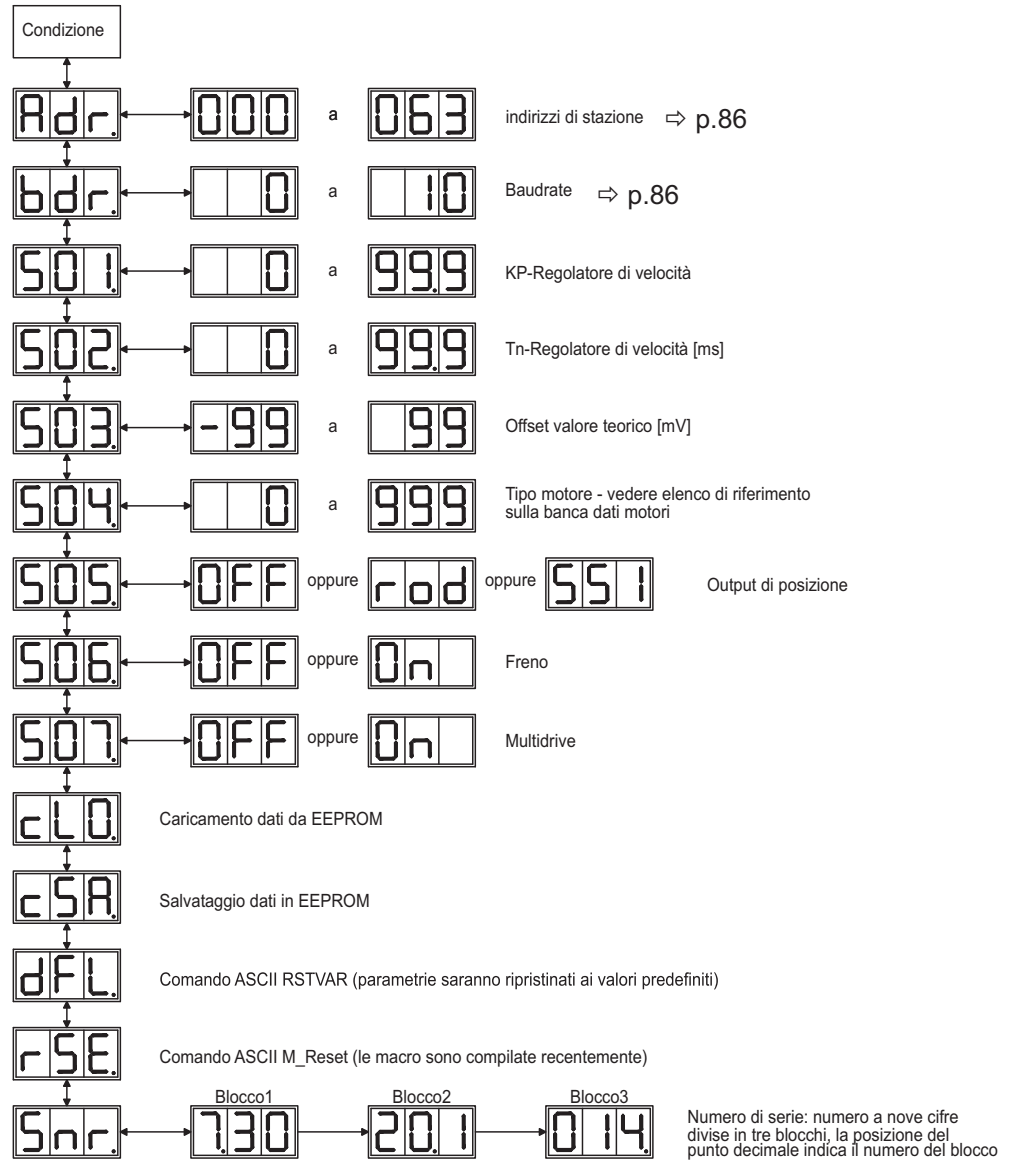 Condizione
Adr. 000 a 063 indirizzi di stazione ⇨ p.86
bdr. 0 a 10 Baudrate ⇨ p.86
S01. 0 a 99.9 KP-Regolatore di velocità
S02. 0 a 99.9 Tn-Regolatore di velocità [ms]
S03. -99 a 99 Offset valore teorico [mV]
S04. 0 a 999 Tipo motore - vedere elenco di riferimento
sulla banca dati motori
S05. OFF oppure rod oppure SSI Output di posizione
S06. OFF oppure On Freno
S07. OFF oppure On Multidrive
cLO. Caricamento dati da EEPROM
cSA. Salvataggio dati in EEPROM
dFL. Comando ASCII RSTVAR (parametrie saranno ripristinati ai valori predefiniti)
rSE. Comando ASCII M_Reset (le macro sono compilate recentemente)
Blocco1 Blocco2 Blocco3
Snr. 7.30 20.1 014. Numero di serie: numero a nove cifre
divise in tre blocchi, la posizione del
punto decimale indica il numero del blocco